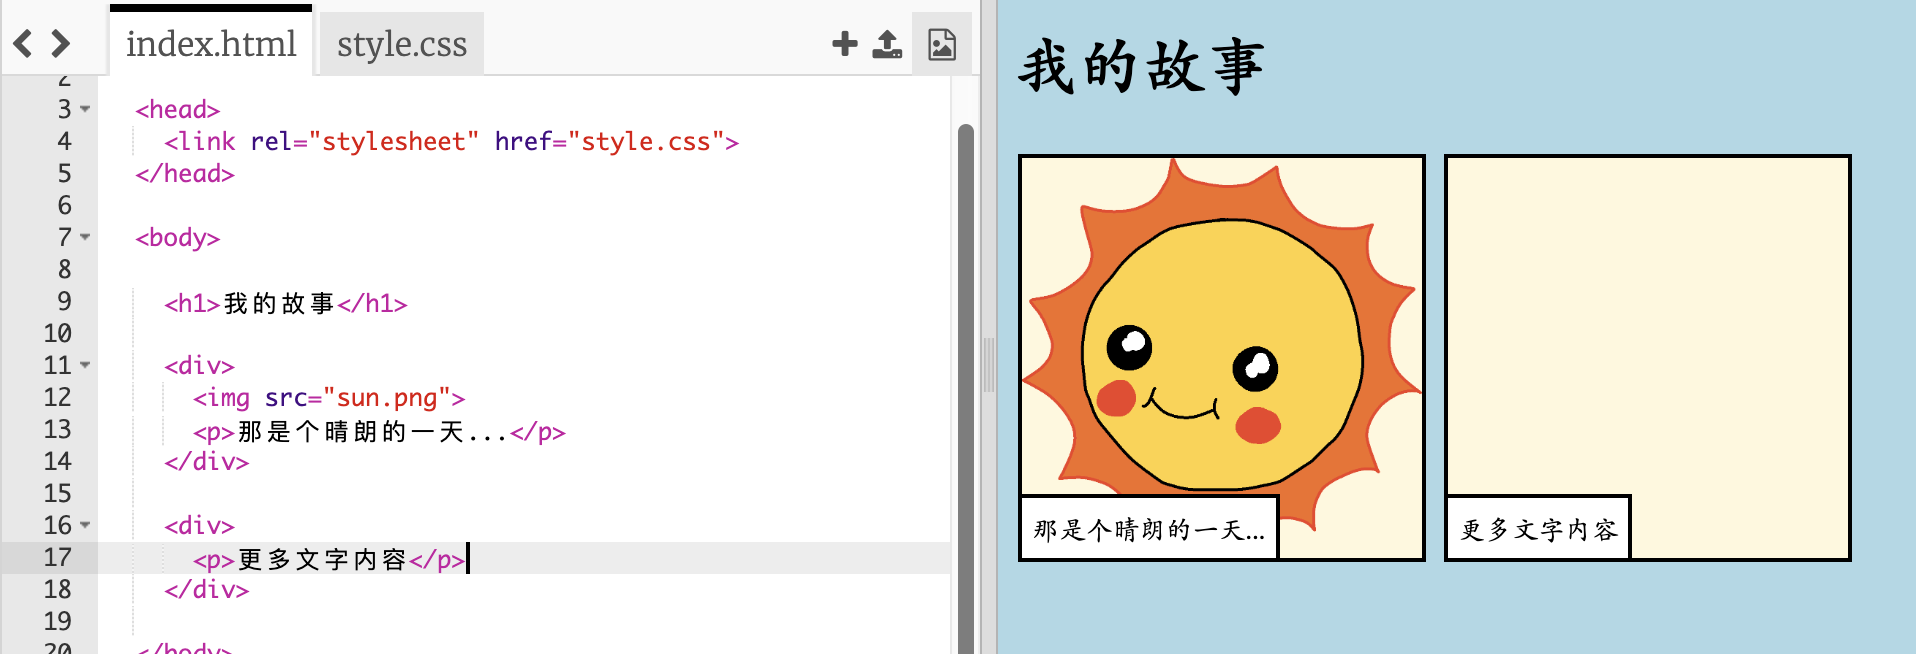 index.html style.css
2
3 <head>
4 <link rel="stylesheet" href="style.css">
5 </head>
6
7 <body>
8
9 <h1>我的故事</h1>
10
11 <div>
12 <img src="sun.png">
13 <p>那是个晴朗的一天...</p>
14 </div>
15
16 <div>
17 <p>更多文字内容</p>
18 </div>
19
20 </body>
我的故事
那是个晴朗的一天...
更多文字内容